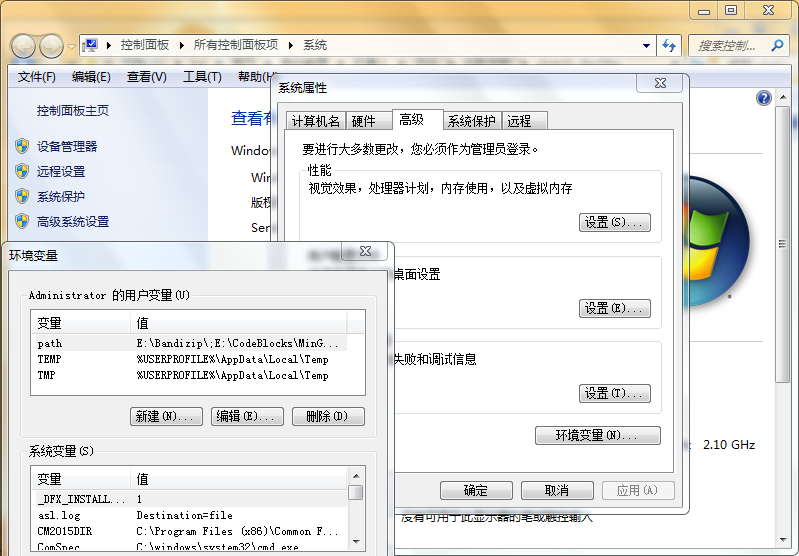 控制面板 ▸ 所有控制面板项 ▸ 系统
搜索控制...
文件(F) 编辑(E) 查看(V) 工具(T) 帮助(H
控制面板主页
设备管理器
远程设置
系统保护
高级系统设置
查看有
Window
Win
版权
Ser
系统属性
计算机名 硬件 高级 系统保护 远程
要进行大多数更改，您必须作为管理员登录。
性能
视觉效果，处理器计划，内存使用，以及虚拟内存
设置(S)...
桌面设置
设置(E)...
失败和调试信息
设置(T)...
环境变量(N)...
确定 取消 应用(A)
2.10 GHz
没有可用于此显示器的笔或触控输入
环境变量
Administrator 的用户变量(U)
变量 值
path E:\Bandizip\;E:\CodeBlocks\MinG...
TEMP %USERPROFILE%\AppData\Local\Temp
TMP %USERPROFILE%\AppData\Local\Temp
新建(N)... 编辑(E)... 删除(D)
系统变量(S)
变量 值
_DFX_INSTALL... 1
asl.log Destination=file
CM2015DIR C:\Program Files (x86)\Common F...
ComSpec C:\windows\system32\cmd.exe